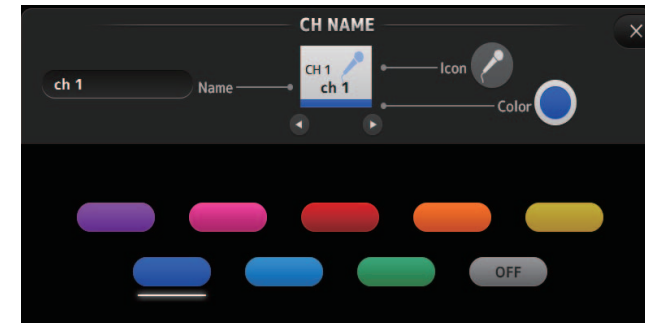 CH NAME
ch 1
Name
CH 1
ch 1
Icon
Color
OFF